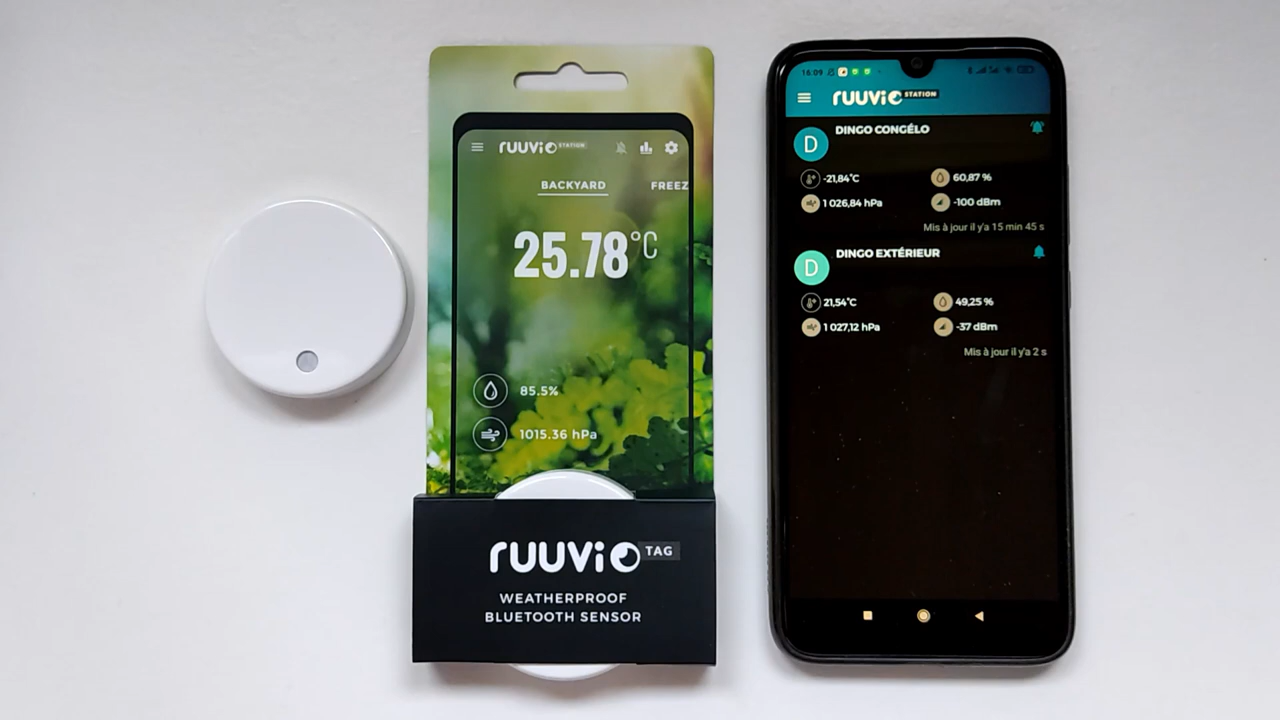 ruuvi STATION
BACKYARD FREEZ
25.78°C
85.5%
1015.36 hPa
ruuvi TAG
WEATHERPROOF
BLUETOOTH SENSOR
16:09
ruuvi STATION
D DINGO CONGÉLO
-21,84°C 60,87 %
1 026,84 hPa -100 dBm
Mis à jour il y'a 15 min 45 s
D DINGO EXTÉRIEUR
21,54°C 49,25 %
1 027,12 hPa -37 dBm
Mis à jour il y'a 2 s